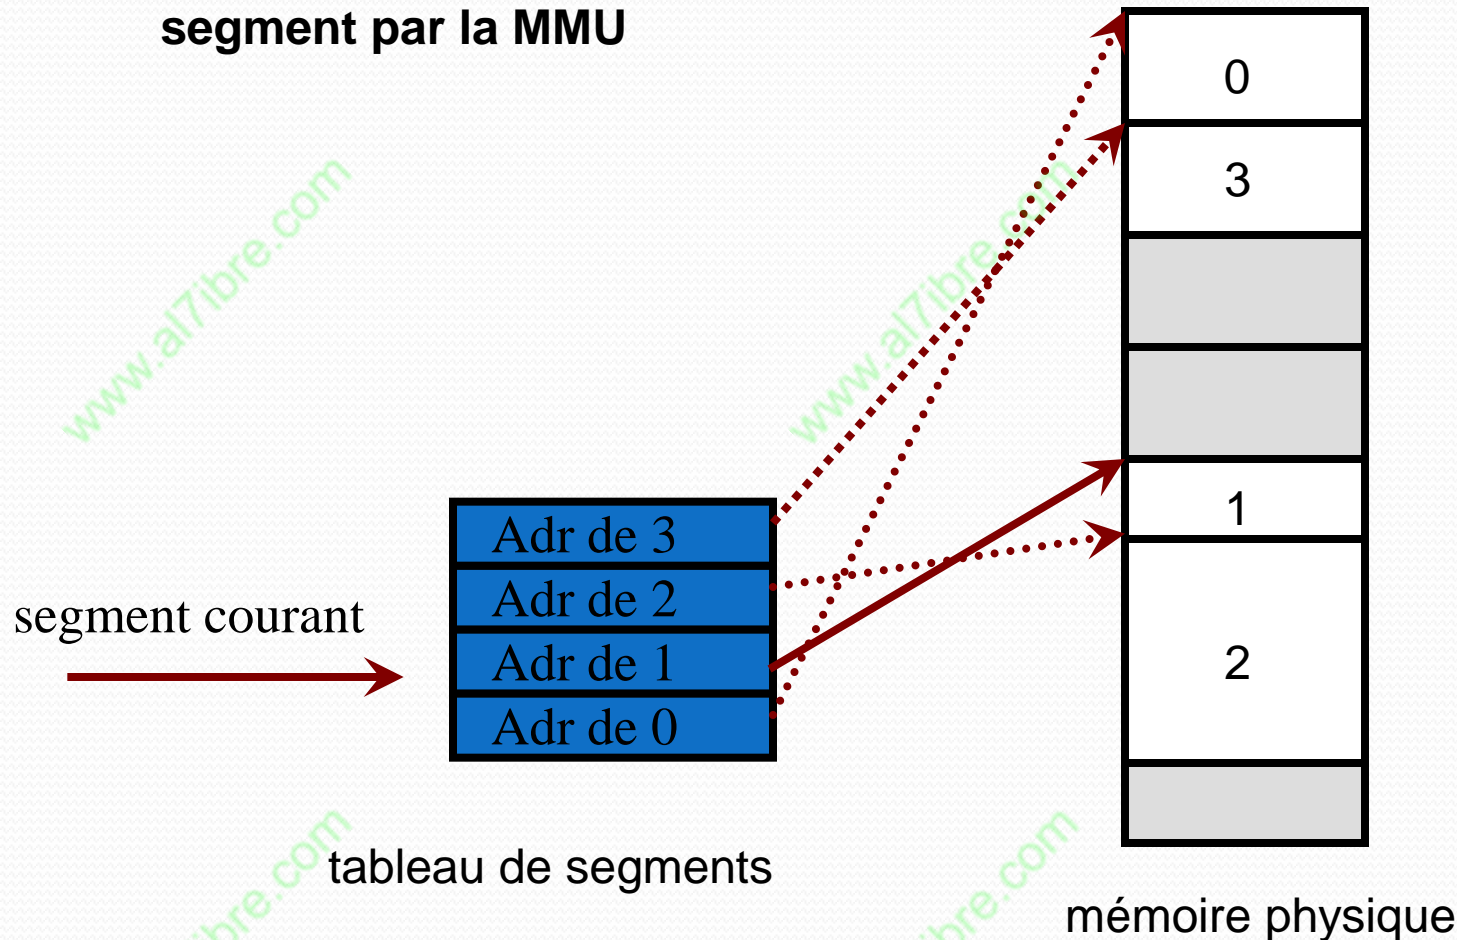 segment par la MMU
0
3
www.al7ibre.com
www.al7ibre.com
1
Adr de 3
Adr de 2
segment courant
Adr de 1
2
Adr de 0
tableau de segments
mémoire physique